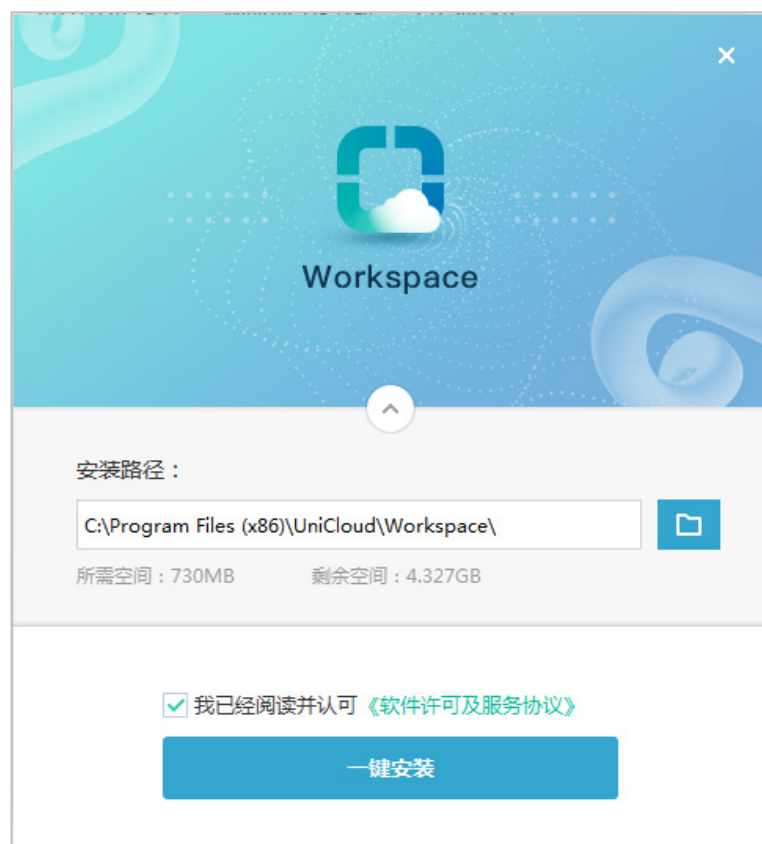 Workspace
安装路径：
C:\Program Files (x86)\UniCloud\Workspace\
所需空间：730MB 剩余空间：4.327GB
我已经阅读并认可《软件许可及服务协议》
一键安装